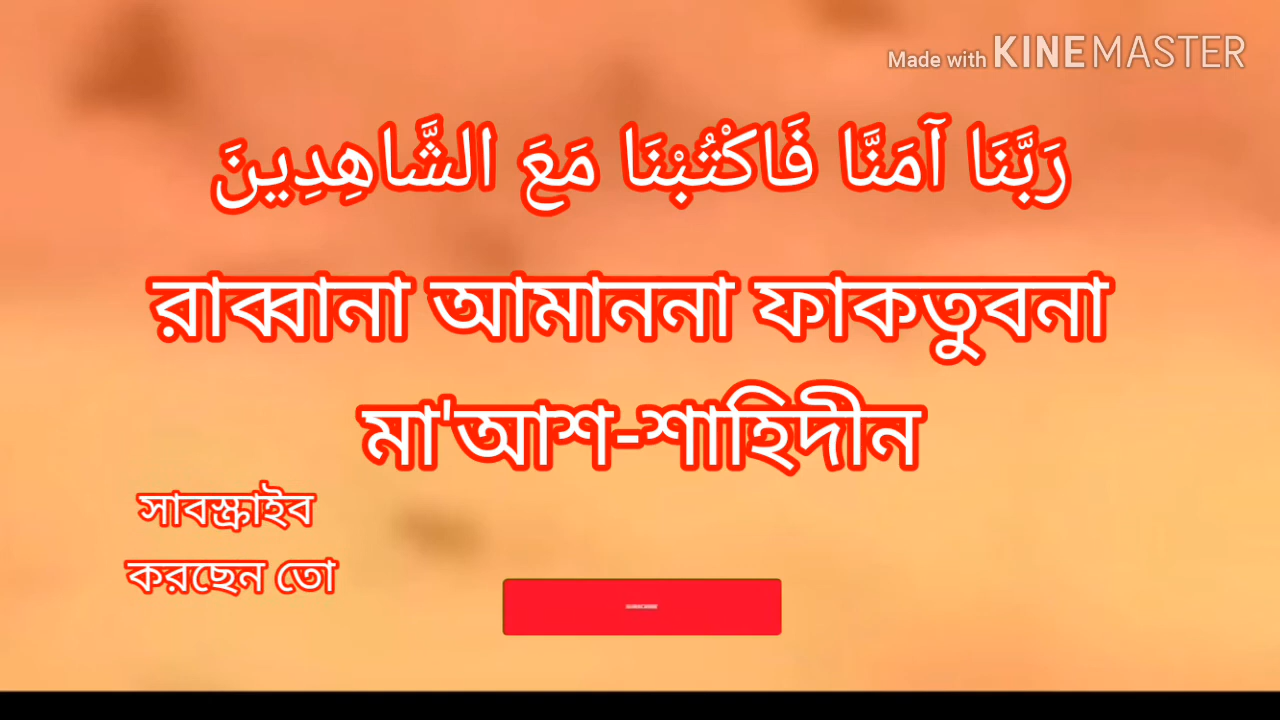 Made with KINEMASTER
رَبَّنَا آمَنَّا فَاكْتُبْنَا مَعَ الشَّاهِدِينَ
রাব্বানা আমাননা ফাকতুবনা
মা'আশ-শাহিদীন
সাবস্ক্রাইব
করছেন তো